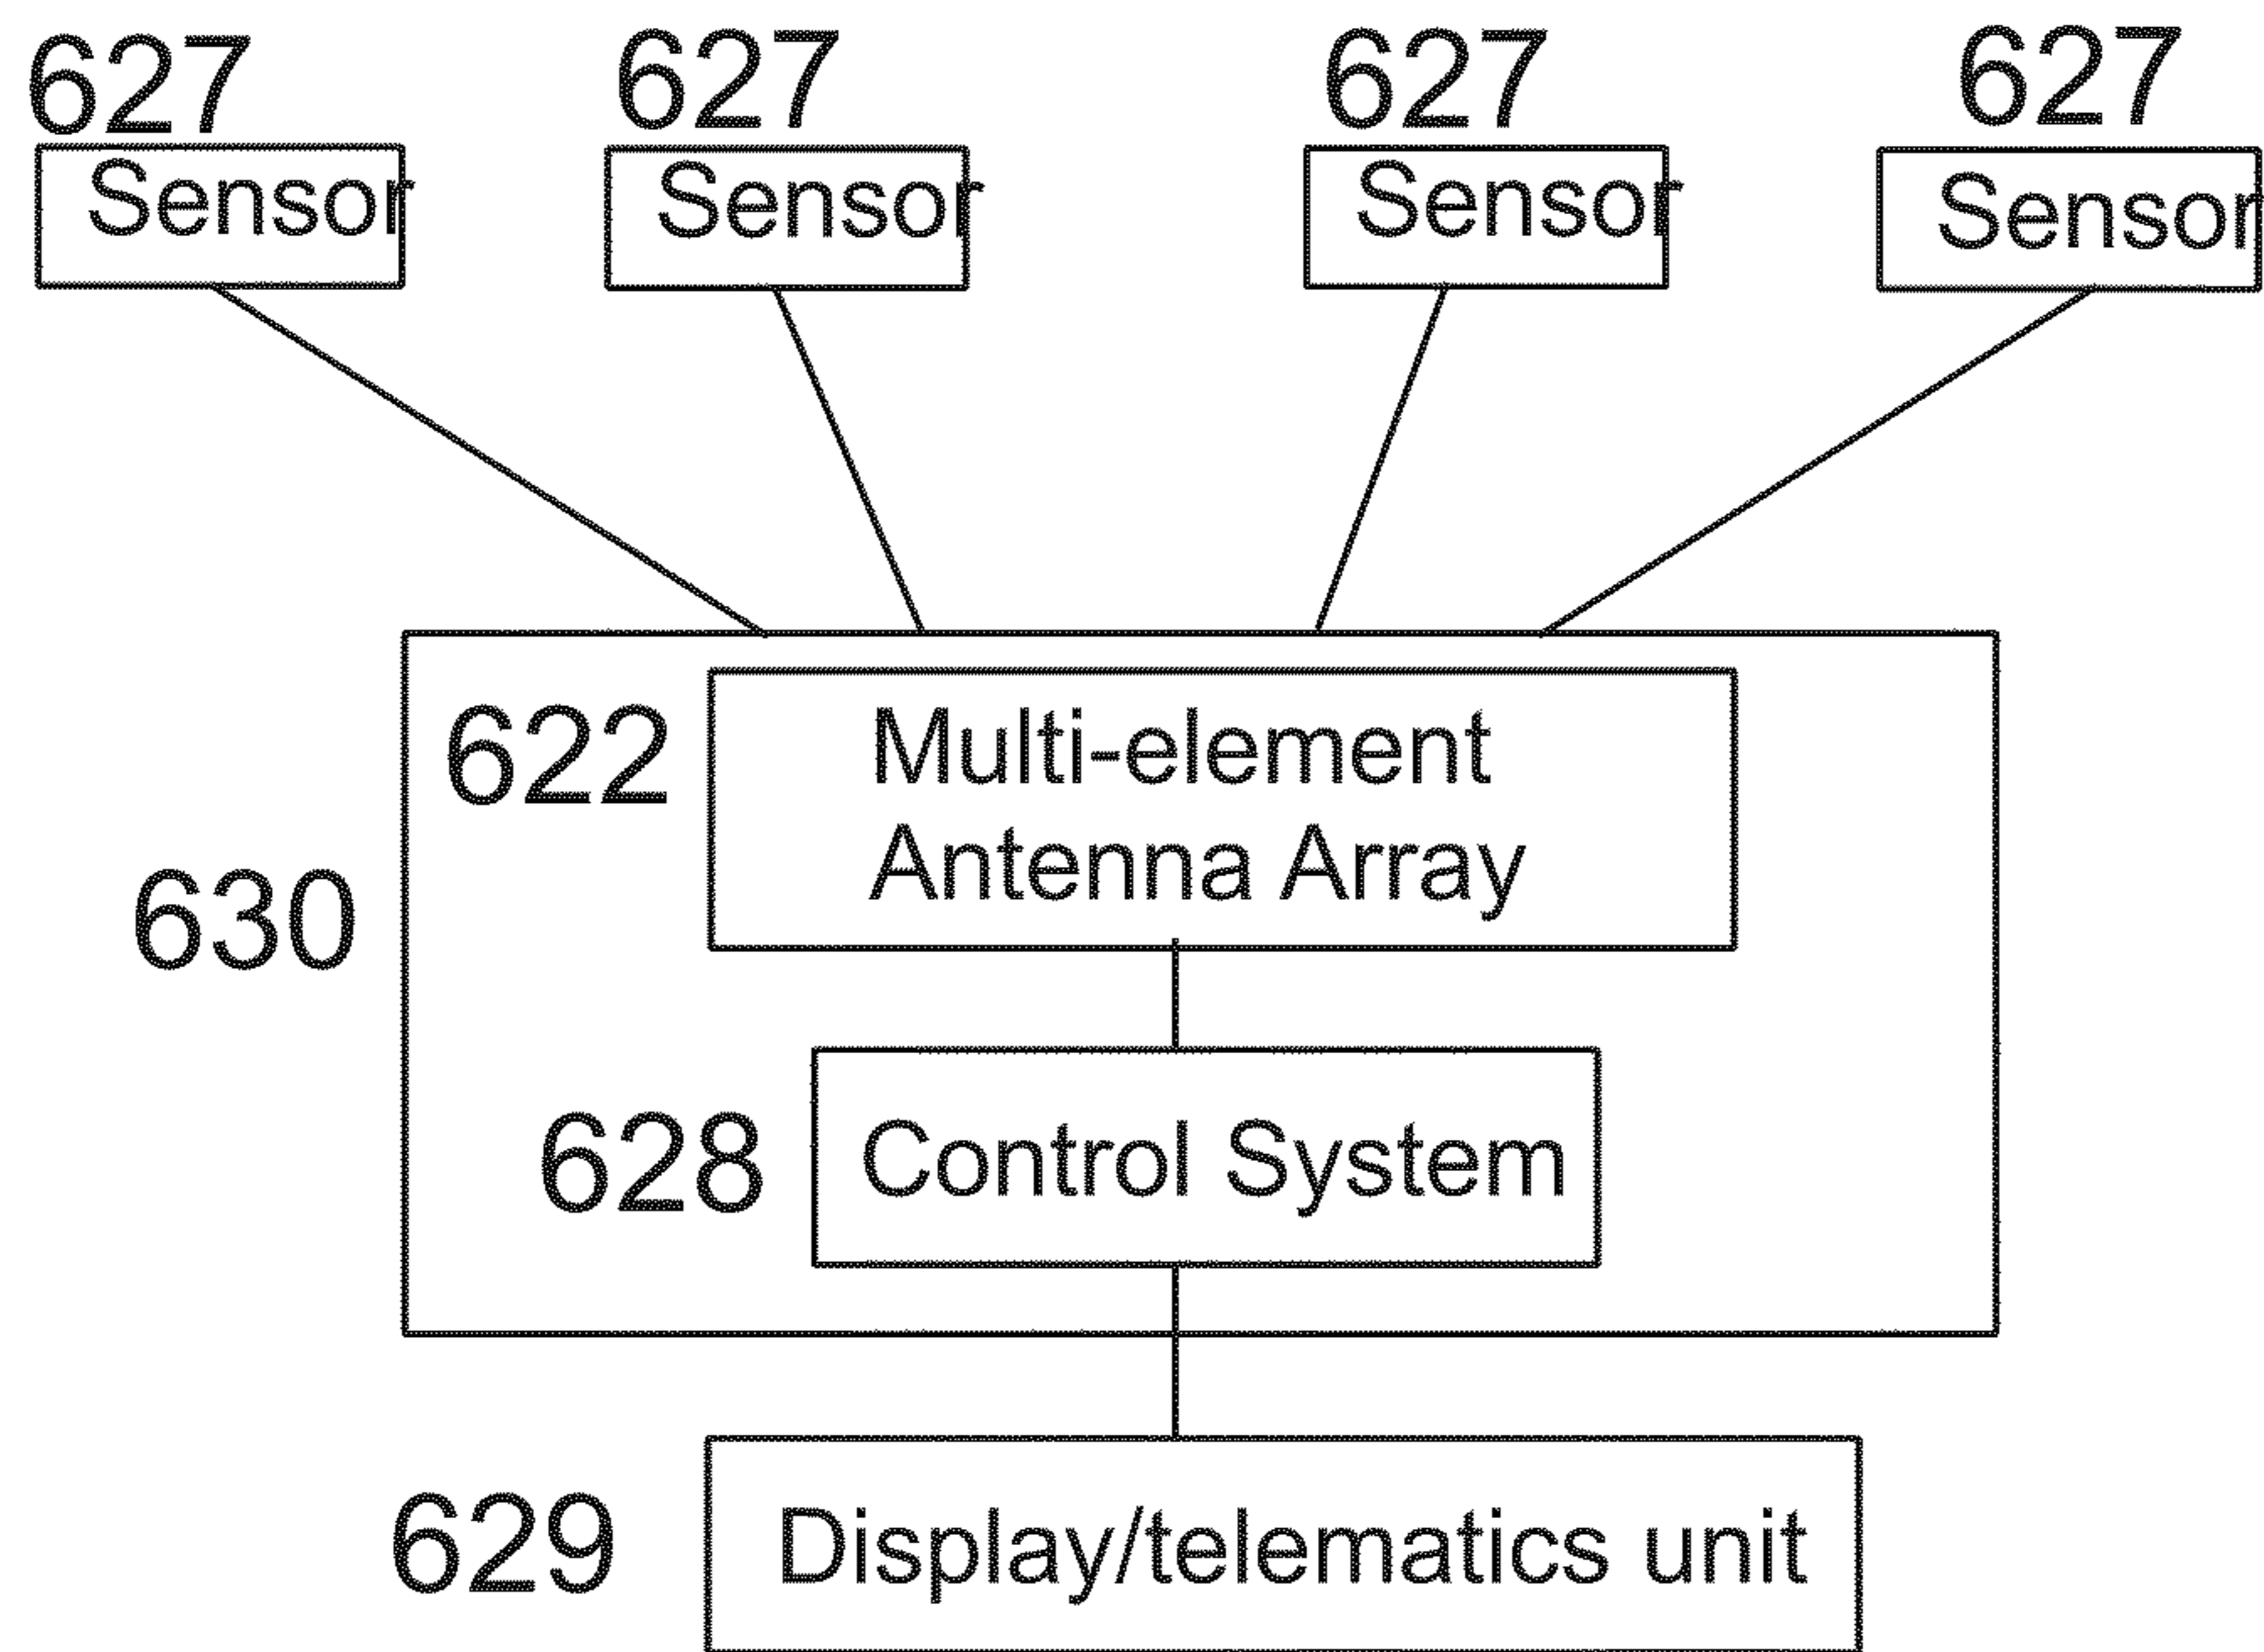 627 627 627 627
Sensor Sensor Sensor Sensor
622 Multi-element
Antenna Array
630
628 Control System
629 Display/telematics unit